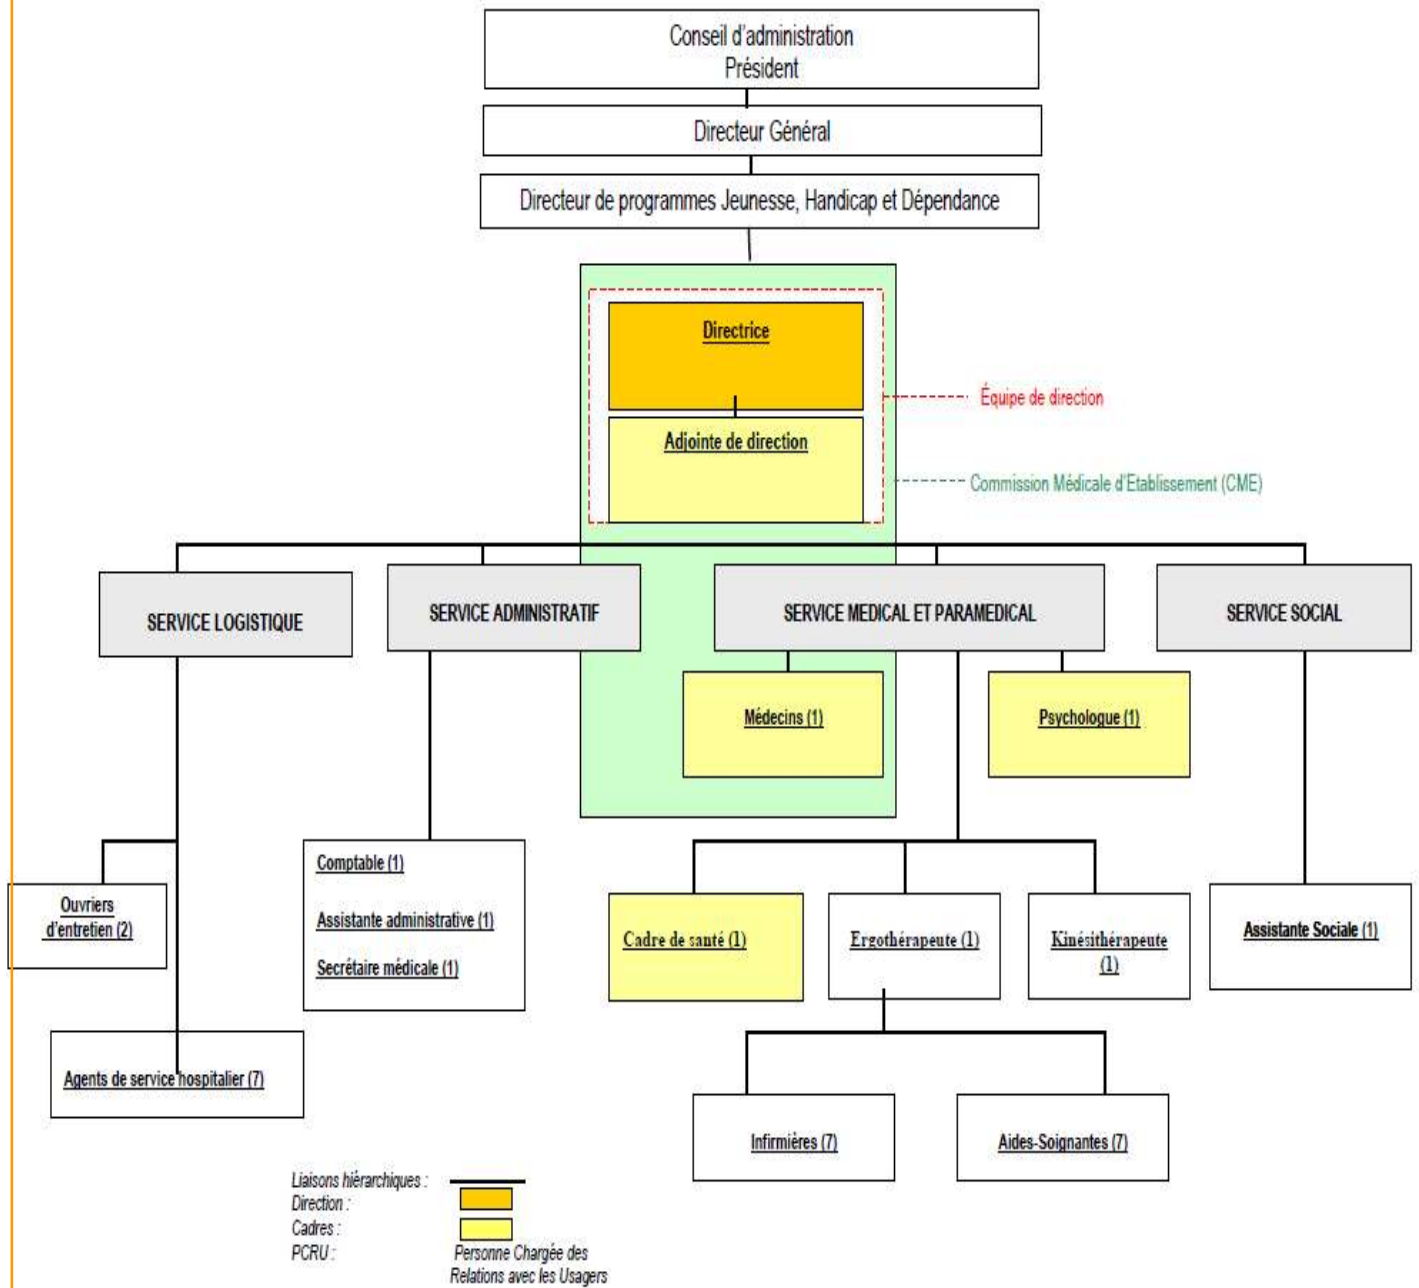 Conseil d'administration
Président
Directeur Général
Directeur de programmes Jeunesse, Handicap et Dépendance
Directrice
Équipe de direction
Adjointe de direction
Commission Médicale d'Etablissement (CME)
SERVICE LOGISTIQUE
SERVICE ADMINISTRATIF
SERVICE MEDICAL ET PARAMEDICAL
SERVICE SOCIAL
Médecins (1)
Psychologue (1)
Comptable (1)
Assistante administrative (1)
Secrétaire médicale (1)
Ouvriers
d'entretien (2)
Cadre de santé (1)
Ergothérapeute (1)
Kinésithérapeute
(1)
Assistante Sociale (1)
Agents de service hospitalier (7)
Infirmières (7)
Aides-Soignantes (7)
Liaisons hiérarchiques :
Direction :
Cadres :
PCRU : Personne Chargée des
Relations avec les Usagers